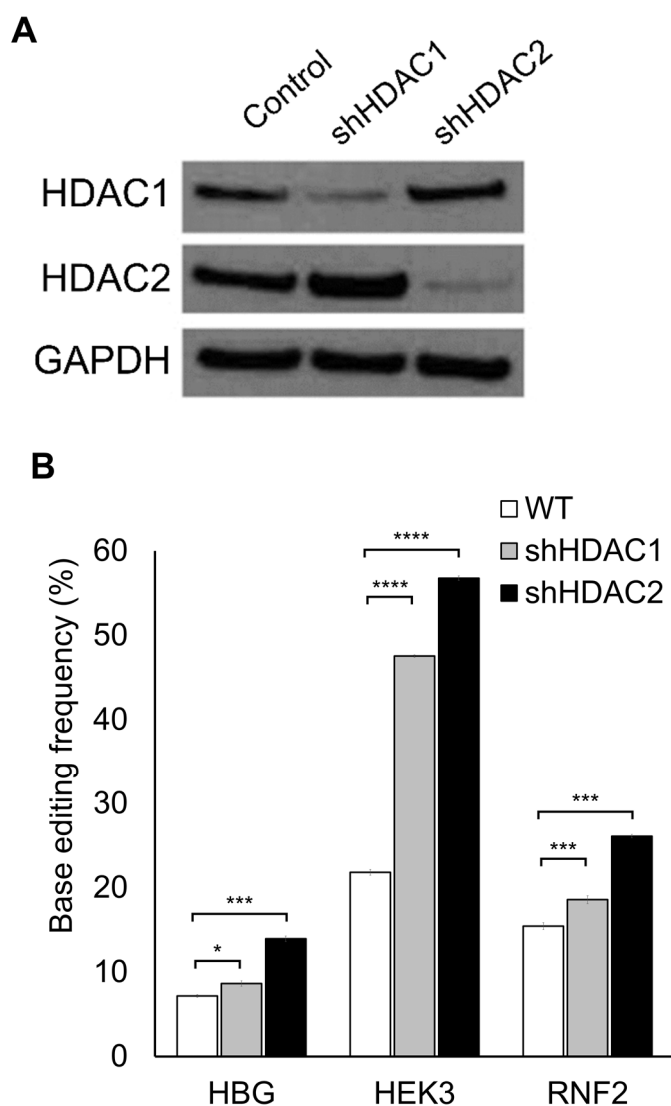 A
Control
shHDAC1
shHDAC2
HDAC1
HDAC2
GAPDH
B
WT
shHDAC1
shHDAC2
Base editing frequency (%)
60
50
40
30
20
10
0
****
****
***
***
***
*
HBG
HEK3
RNF2